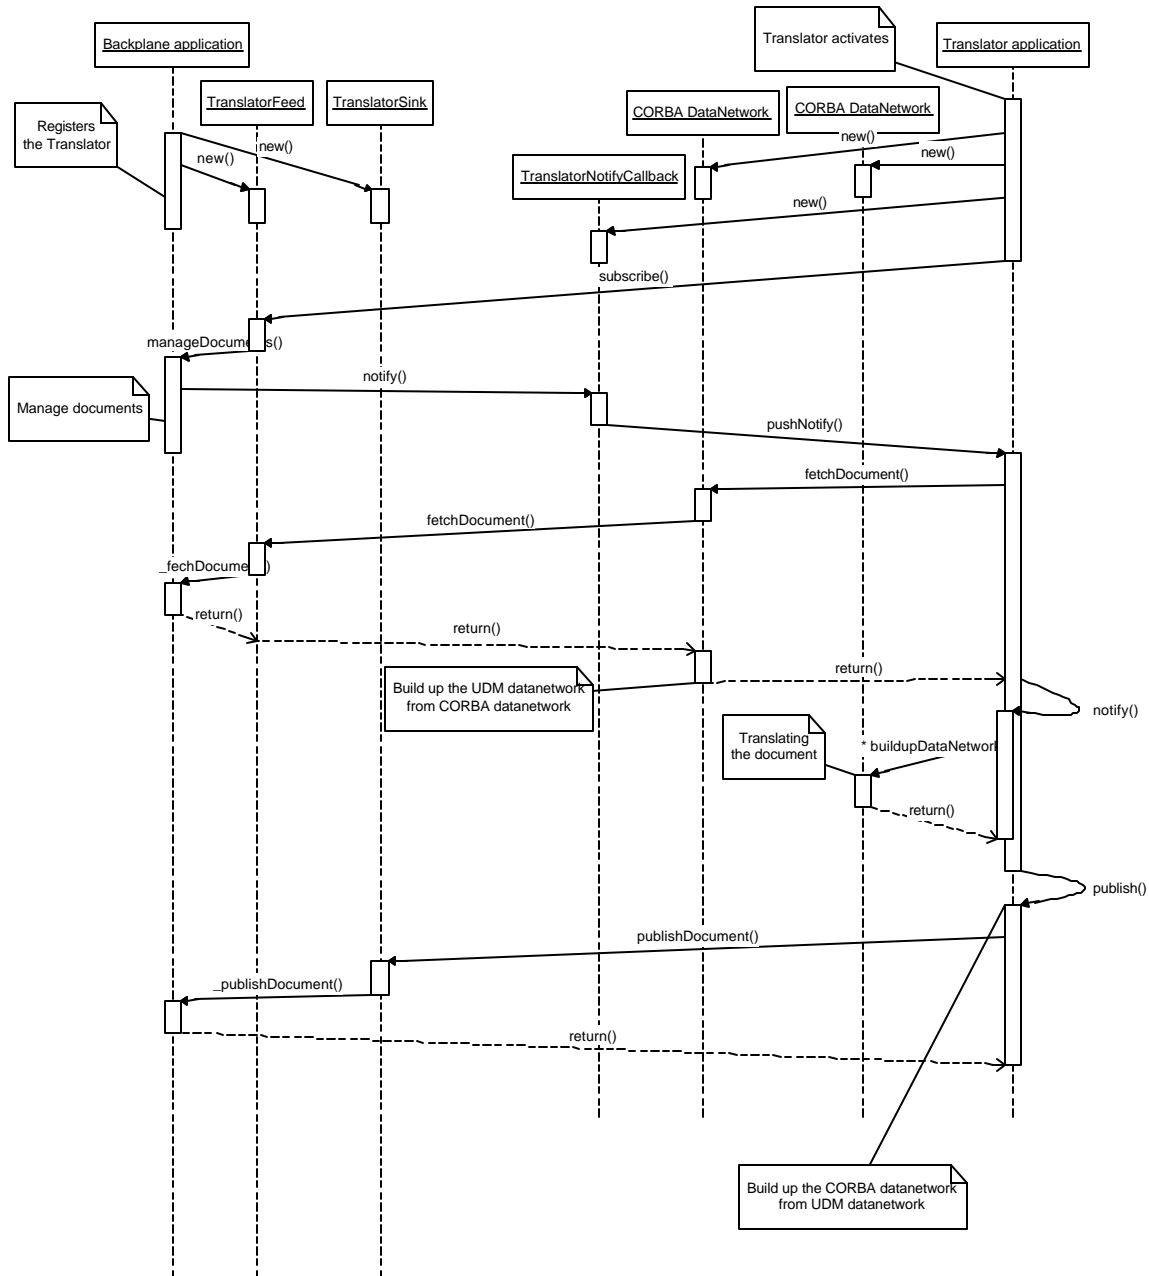 Translator activates
Backplane application
Translator application
TranslatorFeed
TranslatorSink
CORBA DataNetwork
CORBA DataNetwork
Registers
the Translator
new()
new()
new()
new()
TranslatorNotifyCallback
new()
subscribe()
manageDocuments()
notify()
Manage documents
pushNotify()
fetchDocument()
fetchDocument()
_fechDocume )
return()
return()
return()
Build up the UDM datanetwork
from CORBA datanetwork
notify()
Translating
the document
* buildupDataNetwork
return()
publish()
publishDocument()
_publishDocument()
return()
Build up the CORBA datanetwork
from UDM datanetwork